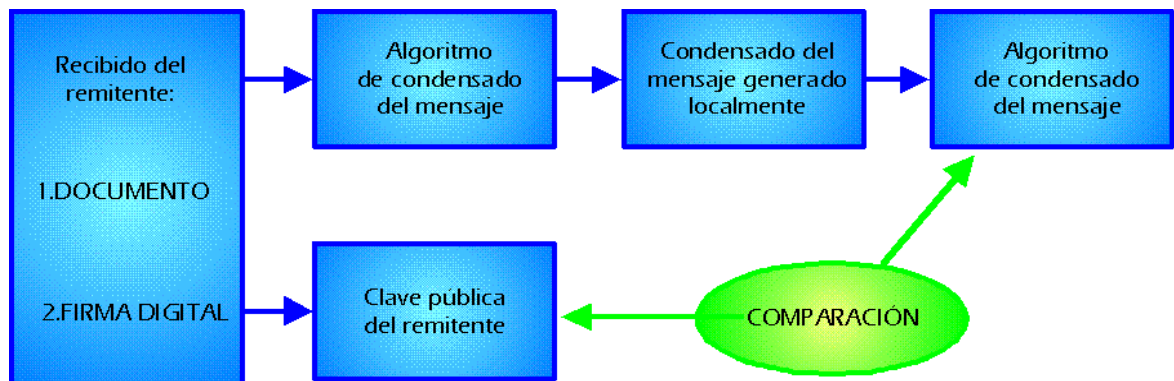 Recibido del
remitente:
1.DOCUMENTO
2.FIRMA DIGITAL
Algoritmo
de condensado
del mensaje
Condensado del
mensaje generado
localmente
Algoritmo
de condensado
del mensaje
Clave pública
del remitente
COMPARACIÓN